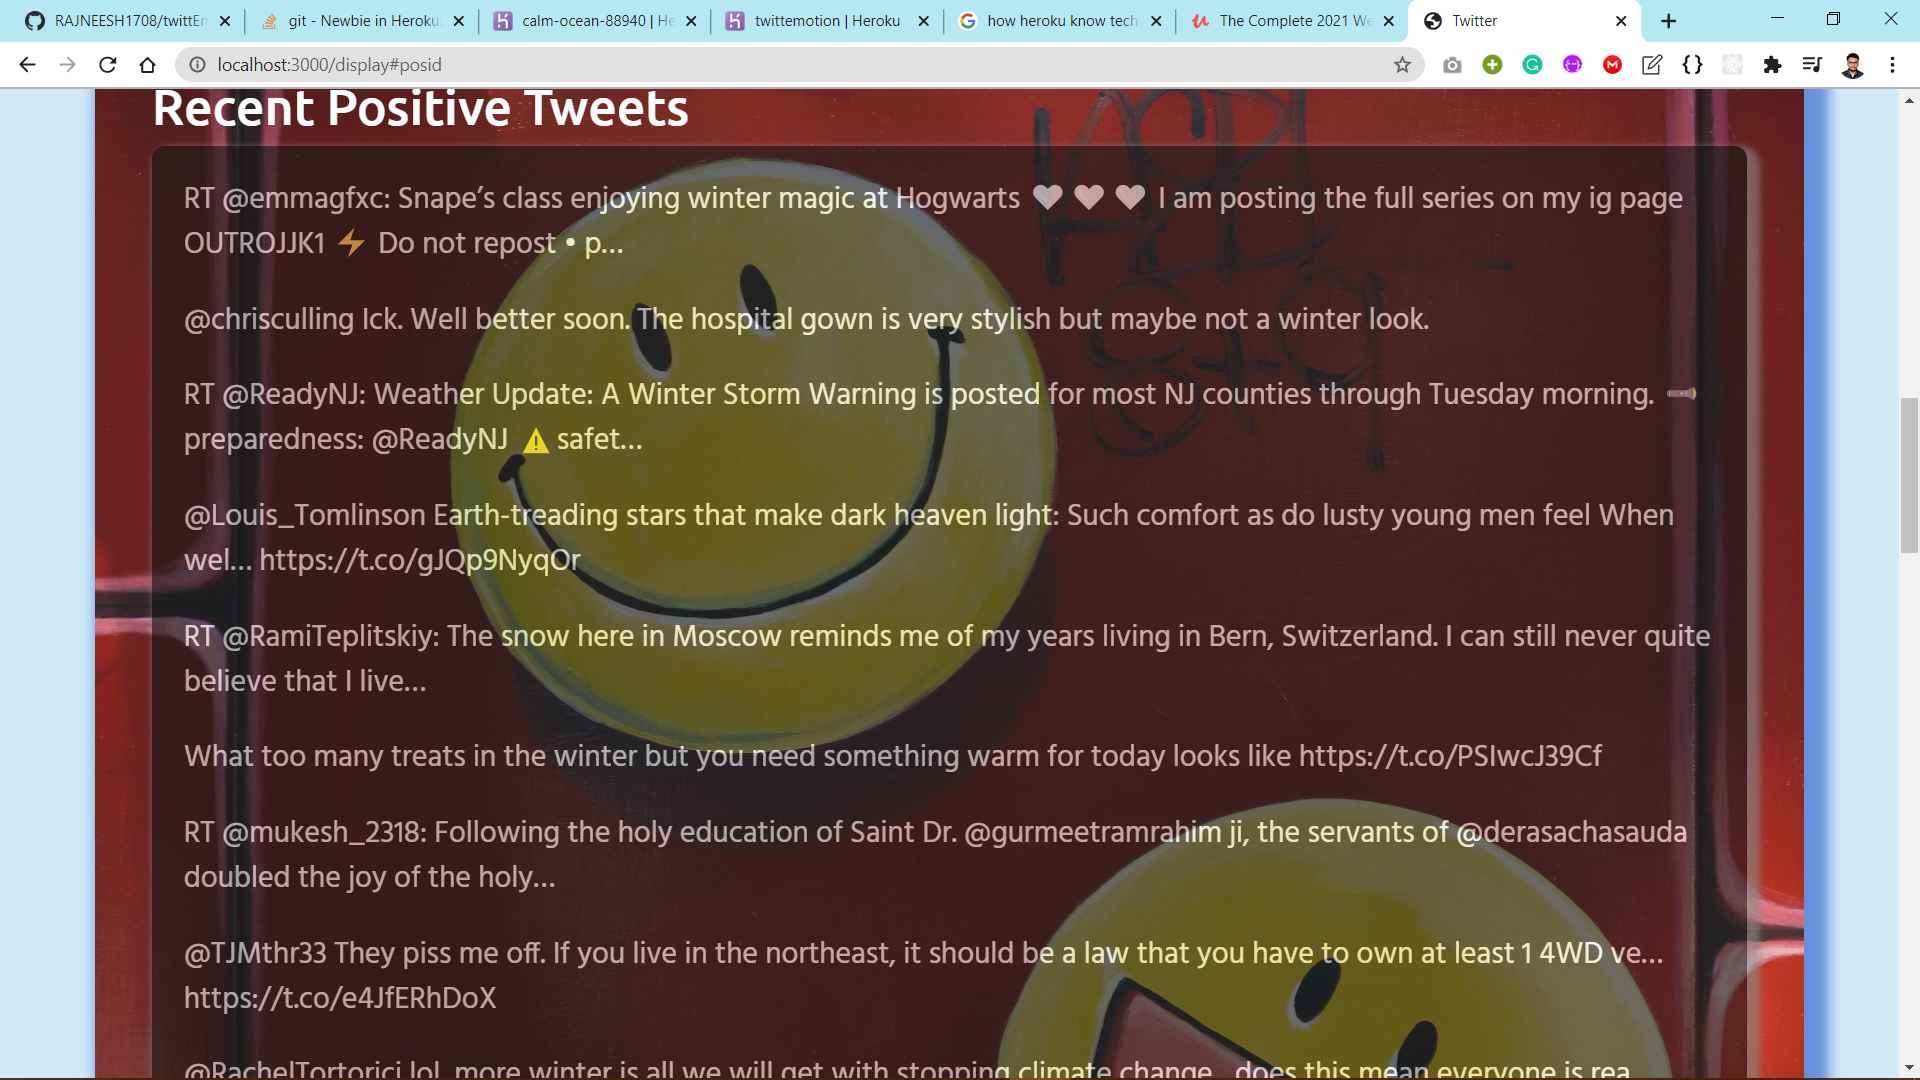 RAJNEESH1708/twittEn
git - Newbie in Heroku:
calm-ocean-88940 | He
twittemotion | Heroku
how heroku know tech
The Complete 2021 We
Twitter
localhost:3000/display#posid
Recent Positive Tweets
RT @emmagfxc: Snape’s class enjoying winter magic at Hogwarts 🤍 🤍 🤍 I am posting the full series on my ig page
OUTROJJK1 ⚡ Do not repost • p…
@chrisculling Ick. Well better soon. The hospital gown is very stylish but maybe not a winter look.
RT @ReadyNJ: Weather Update: A Winter Storm Warning is posted for most NJ counties through Tuesday morning. 🔦
preparedness: @ReadyNJ ⚠️ safet…
@Louis_Tomlinson Earth-treading stars that make dark heaven light: Such comfort as do lusty young men feel When
wel… https://t.co/gJQp9NyqOr
RT @RamiTeplitskiy: The snow here in Moscow reminds me of my years living in Bern, Switzerland. I can still never quite
believe that I live…
What too many treats in the winter but you need something warm for today looks like https://t.co/PSIwcJ39Cf
RT @mukesh_2318: Following the holy education of Saint Dr. @gurmeetramrahim ji, the servants of @derasachasauda
doubled the joy of the holy…
@TJMthr33 They piss me off. If you live in the northeast, it should be a law that you have to own at least 1 4WD ve…
https://t.co/e4JfERhDoX
@RachelTortorici lol, more winter is all we will get with stopping climate change... does this mean everyone is rea